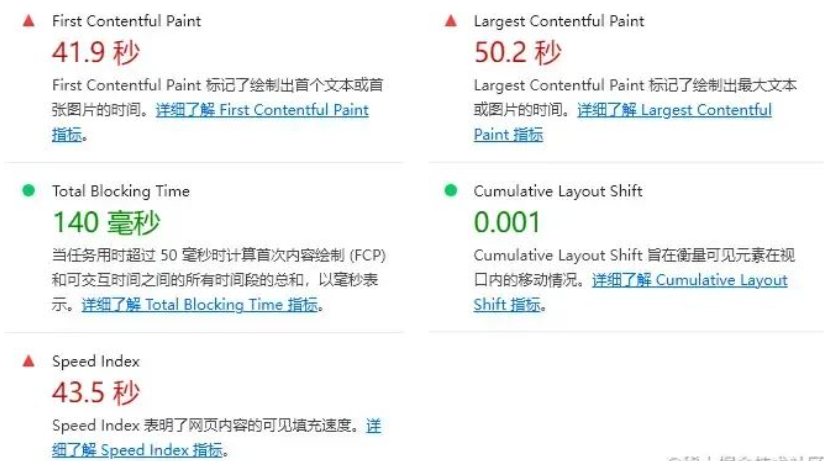 First Contentful Paint
41.9 秒
First Contentful Paint 标记了绘制出首个文本或首
张图片的时间。详细了解 First Contentful Paint
指标。
Largest Contentful Paint
50.2 秒
Largest Contentful Paint 标记了绘制出最大文本
或图片的时间。详细了解 Largest Contentful
Paint 指标
Total Blocking Time
140 毫秒
当任务用时超过 50 毫秒时计算首次内容绘制 (FCP)
和可交互时间之间的所有时间段的总和，以毫秒表
示。详细了解 Total Blocking Time 指标。
Cumulative Layout Shift
0.001
Cumulative Layout Shift 旨在衡量可见元素在视
口内的移动情况。详细了解 Cumulative Layout
Shift 指标。
Speed Index
43.5 秒
Speed Index 表明了网页内容的可见填充速度。详
细了解 Speed Index 指标。